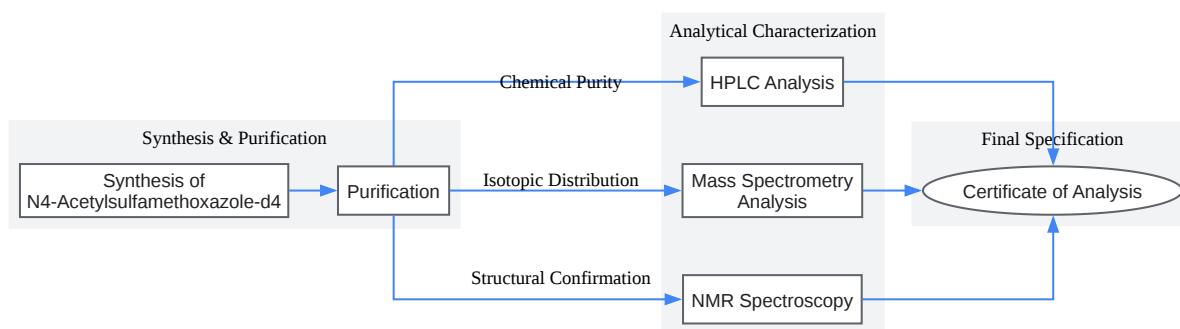 Analytical Characterization
Chemical Purity
HPLC Analysis
Synthesis & Purification
Final Specification
Synthesis of
N4-Acetylsulfamethoxazole-d4
Purification
Isotopic Distribution
Mass Spectrometry
Analysis
Certificate of Analysis
Structural Confirmation
NMR Spectroscopy